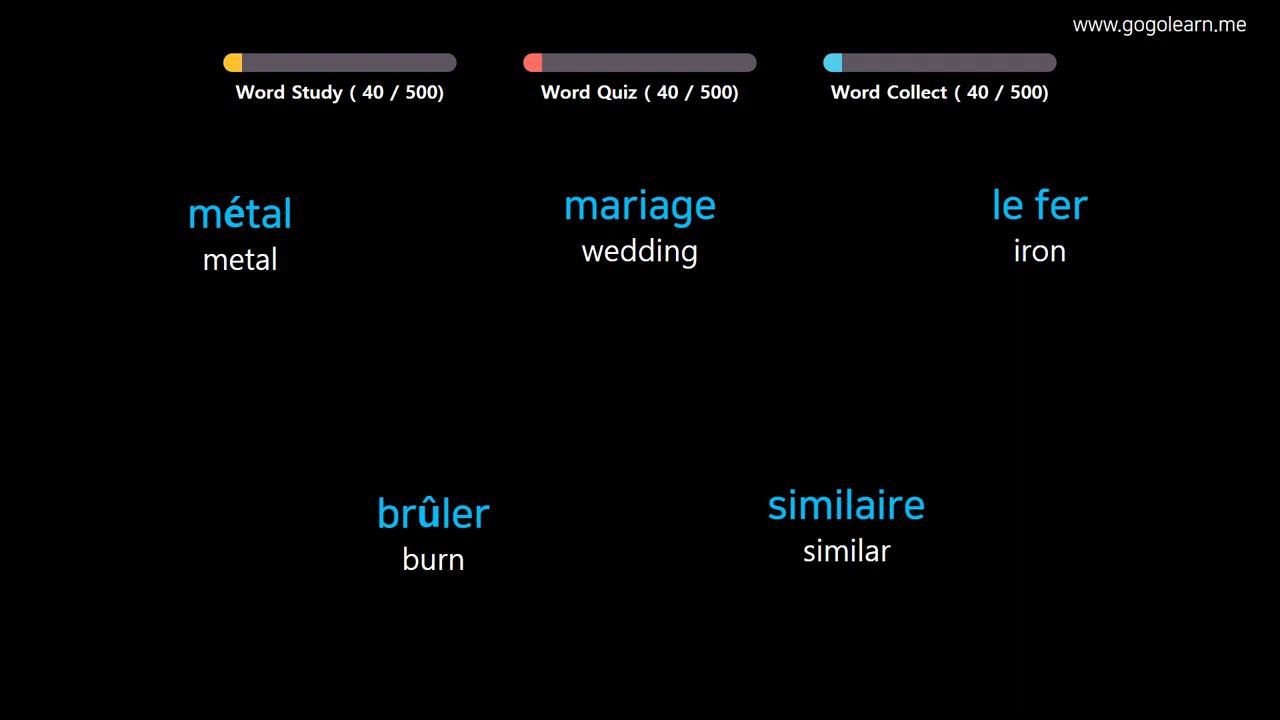 www.gogolearn.me
Word Study ( 40 / 500)
Word Quiz ( 40 / 500)
Word Collect ( 40 / 500)
métal
metal
mariage
wedding
le fer
iron
brûler
burn
similaire
similar